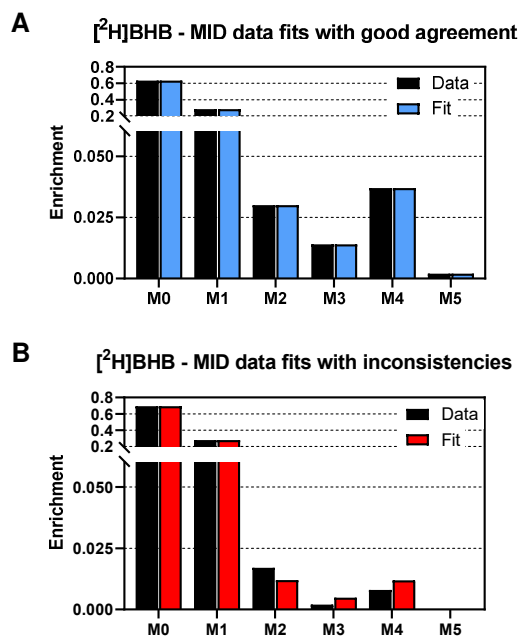 A
[²H]BHB - MID data fits with good agreement
Enrichment
0.8
0.6
0.4
0.2
0.050
0.025
0.000
Data
Fit
M0 M1 M2 M3 M4 M5
B
[²H]BHB - MID data fits with inconsistencies
Enrichment
0.8
0.6
0.4
0.2
0.050
0.025
0.000
Data
Fit
M0 M1 M2 M3 M4 M5